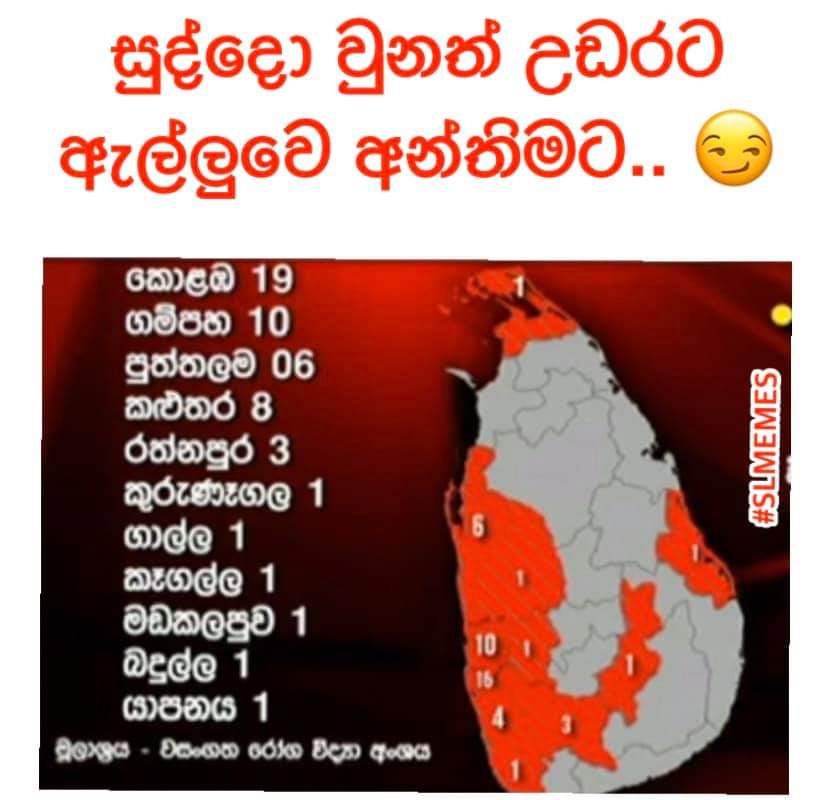 සුද්දො වුනත් උඩරට
ඇල්ලුවෙ අන්තිමට.. 😏
කොළඹ 19
ගම්පහ 10
පුත්තලම 06
කළුතර 8
රත්නපුර 3
කුරුණෑගල 1
ගාල්ල 1
කෑගල්ල 1
මඩකලපුව 1
බදුල්ල 1
යාපනය 1
මූලාශ්‍රය - වසංගත රෝග විද්‍යා අංශය
1
6
1
1
10
1
16
1
4
3
1
#SLMEMES